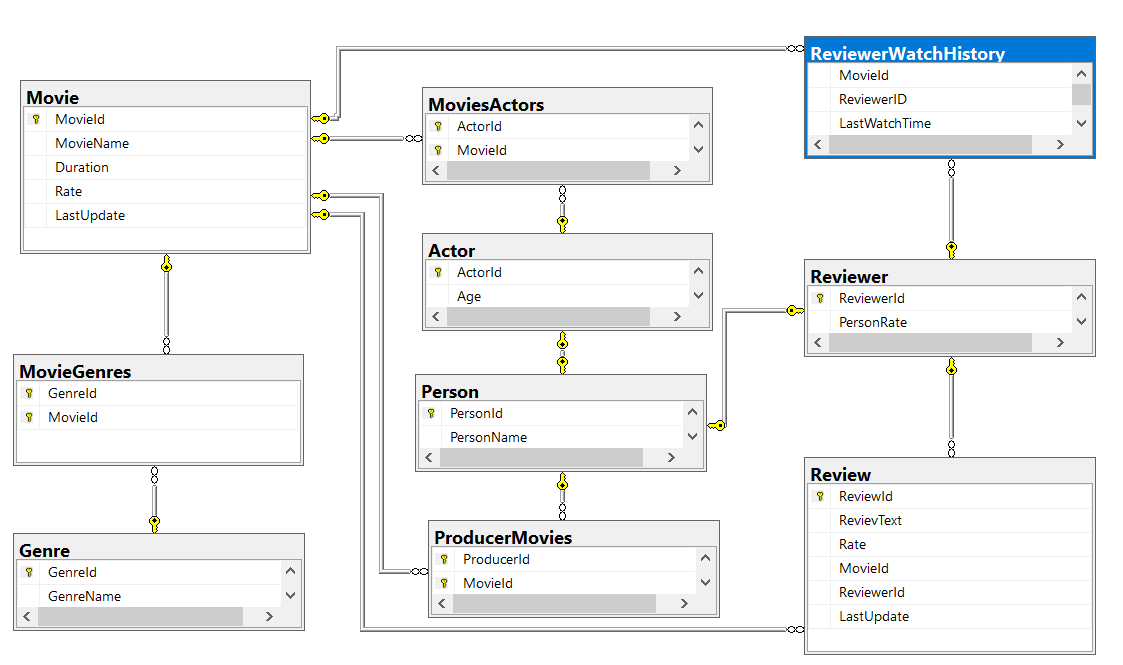 Movie
MovieId
MovieName
Duration
Rate
LastUpdate
MovieGenres
GenreId
MovieId
Genre
GenreId
GenreName
MoviesActors
ActorId
MovieId
Actor
ActorId
Age
Person
PersonId
PersonName
ProducerMovies
ProducerId
MovieId
ReviewerWatchHistory
MovieId
ReviewerID
LastWatchTime
Reviewer
ReviewerId
PersonRate
Review
ReviewId
RevievText
Rate
MovieId
ReviewerId
LastUpdate